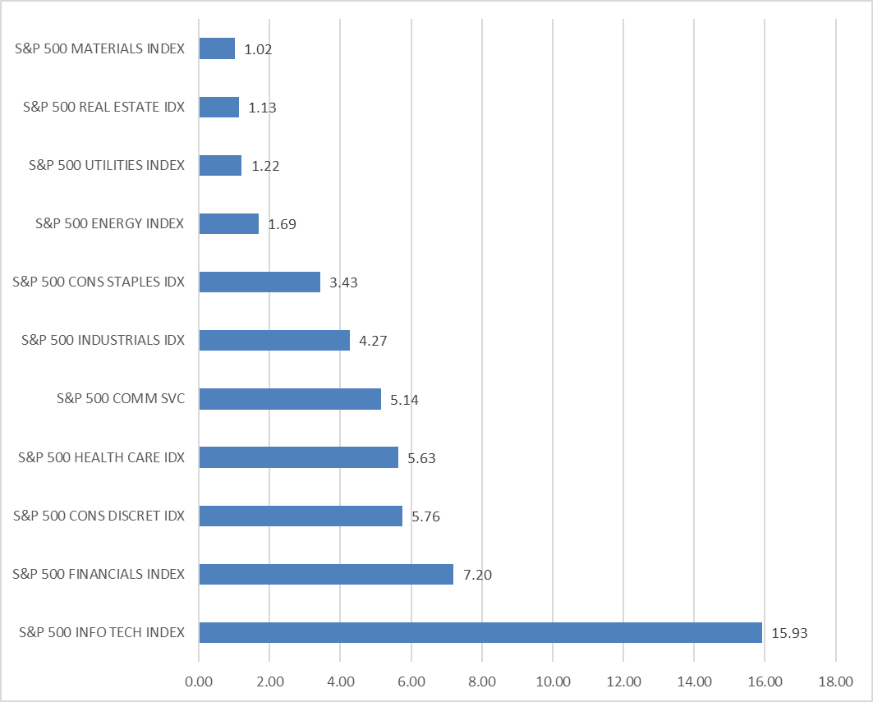 S&P 500 MATERIALS INDEX 1.02
S&P 500 REAL ESTATE IDX 1.13
S&P 500 UTILITIES INDEX 1.22
S&P 500 ENERGY INDEX 1.69
S&P 500 CONS STAPLES IDX 3.43
S&P 500 INDUSTRIALS IDX 4.27
S&P 500 COMM SVC 5.14
S&P 500 HEALTH CARE IDX 5.63
S&P 500 CONS DISCRET IDX 5.76
S&P 500 FINANCIALS INDEX 7.20
S&P 500 INFO TECH INDEX 15.93
0.00 2.00 4.00 6.00 8.00 10.00 12.00 14.00 16.00 18.00